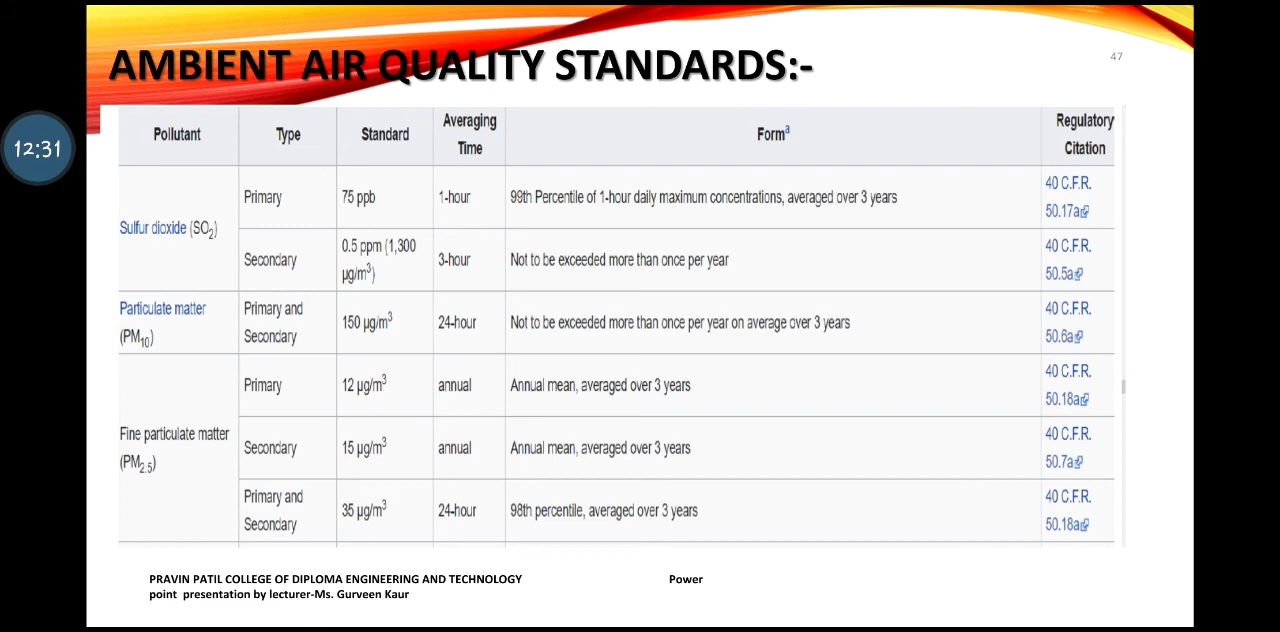 AMBIENT AIR QUALITY STANDARDS:-
47
12:31
Pollutant Type Standard Averaging Time Formᵃ Regulatory Citation
Sulfur dioxide (SO₂)
Primary 75 ppb 1-hour 99th Percentile of 1-hour daily maximum concentrations, averaged over 3 years 40 C.F.R. 50.17a
Secondary 0.5 ppm (1,300 µg/m³) 3-hour Not to be exceeded more than once per year 40 C.F.R. 50.5a
Particulate matter (PM₁₀) Primary and Secondary 150 µg/m³ 24-hour Not to be exceeded more than once per year on average over 3 years 40 C.F.R. 50.6a
Fine particulate matter (PM₂.₅)
Primary 12 µg/m³ annual Annual mean, averaged over 3 years 40 C.F.R. 50.18a
Secondary 15 µg/m³ annual Annual mean, averaged over 3 years 40 C.F.R. 50.7a
Primary and Secondary 35 µg/m³ 24-hour 98th percentile, averaged over 3 years 40 C.F.R. 50.18a
PRAVIN PATIL COLLEGE OF DIPLOMA ENGINEERING AND TECHNOLOGY Power
point presentation by lecturer-Ms. Gurveen Kaur